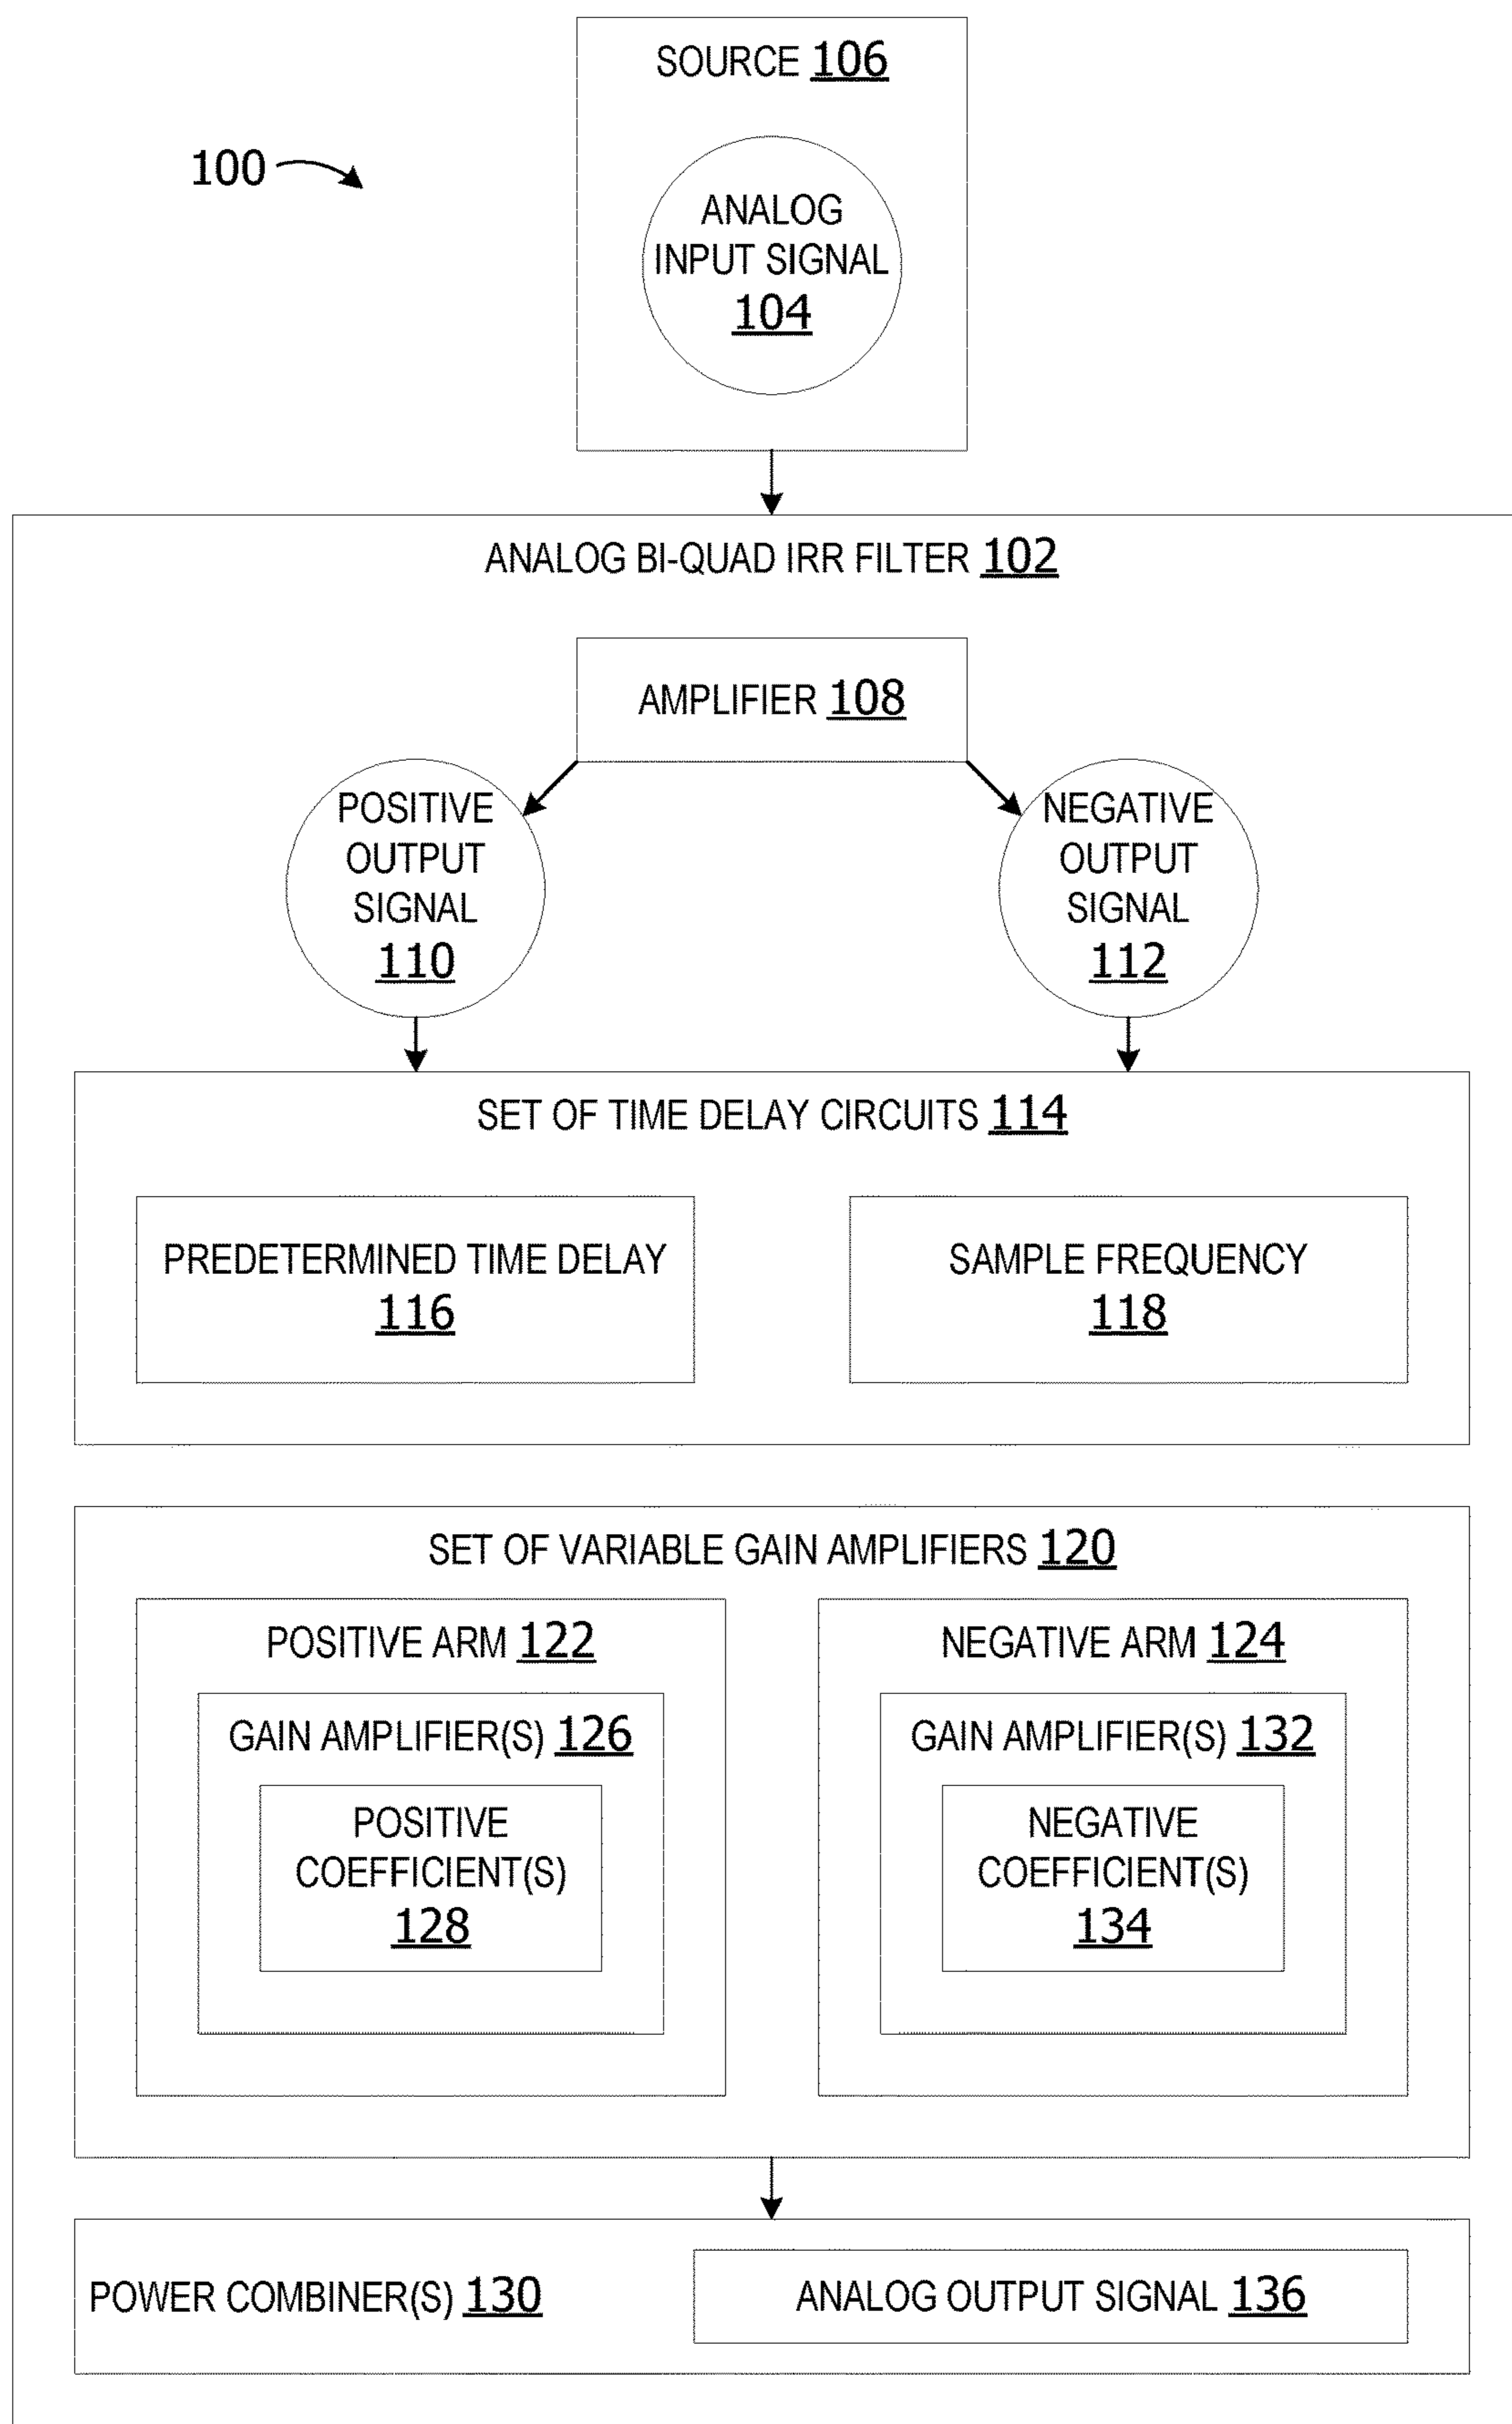 SOURCE 106
100
ANALOG
INPUT SIGNAL
104
ANALOG BI-QUAD IRR FILTER 102
AMPLIFIER 108
POSITIVE
OUTPUT
SIGNAL
110
NEGATIVE
OUTPUT
SIGNAL
112
SET OF TIME DELAY CIRCUITS 114
PREDETERMINED TIME DELAY
116
SAMPLE FREQUENCY
118
SET OF VARIABLE GAIN AMPLIFIERS 120
POSITIVE ARM 122
GAIN AMPLIFIER(S) 126
POSITIVE
COEFFICIENT(S)
128
NEGATIVE ARM 124
GAIN AMPLIFIER(S) 132
NEGATIVE
COEFFICIENT(S)
134
POWER COMBINER(S) 130
ANALOG OUTPUT SIGNAL 136